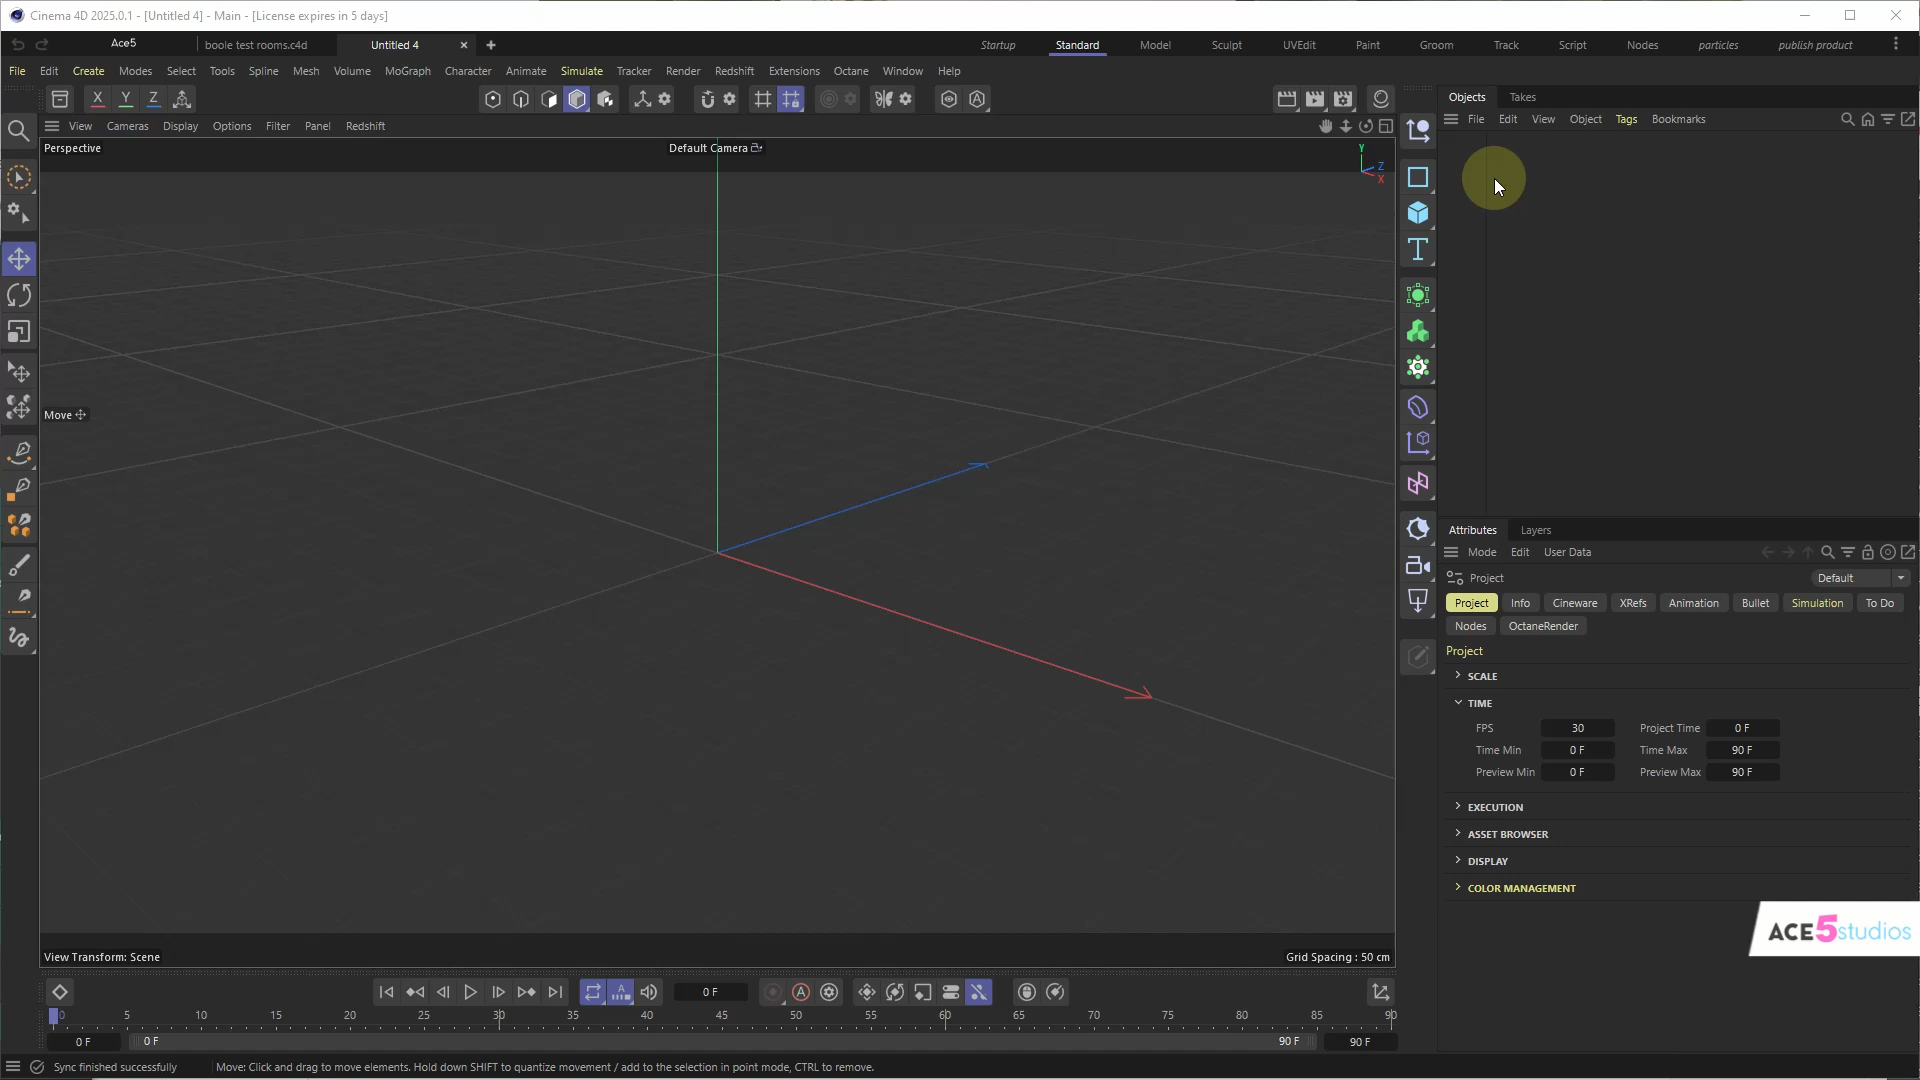 Cinema 4D 2025.0.1 - [Untitled 4] - Main - [License expires in 5 days]
Ace5 boole test rooms.c4d Untitled 4 Startup Standard Model Sculpt UVEdit Paint Groom Track Script Nodes particles publish product
File Edit Create Modes Select Tools Spline Mesh Volume MoGraph Character Animate Simulate Tracker Render Redshift Extensions Octane Window Help
X Y Z
Objects Takes
View Cameras Display Options Filter Panel Redshift
File Edit View Object Tags Bookmarks
Perspective
Default Camera
Y
Z
X
Move
Attributes Layers
Mode Edit User Data
Project Default
Project Info Cineware XRefs Animation Bullet Simulation To Do
Nodes OctaneRender
Project
SCALE
TIME
FPS 30 Project Time 0 F
Time Min 0 F Time Max 90 F
Preview Min 0 F Preview Max 90 F
EXECUTION
ASSET BROWSER
DISPLAY
COLOR MANAGEMENT
ACE5studios
View Transform: Scene
Grid Spacing : 50 cm
0 F
0 5 10 15 20 25 30 35 40 45 50 55 60 65 70 75 80 85 90
0 F 0 F 90 F 90 F
Sync finished successfully
Move: Click and drag to move elements. Hold down SHIFT to quantize movement / add to the selection in point mode, CTRL to remove.